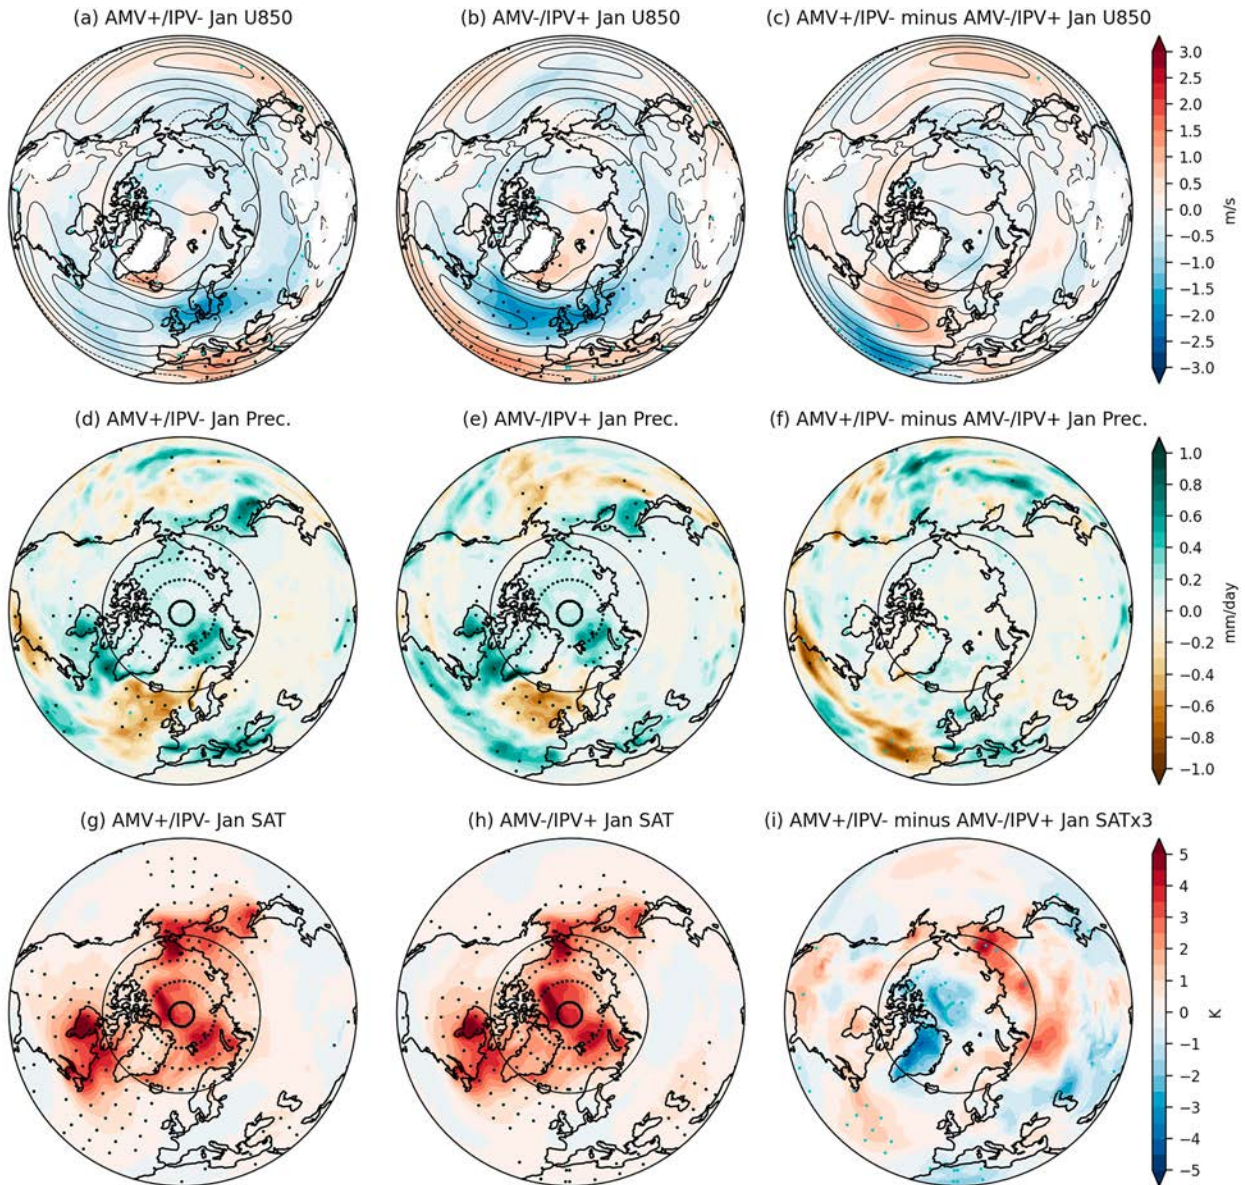 (a) AMV+/IPV- Jan U850
(b) AMV-/IPV+ Jan U850
(c) AMV+/IPV- minus AMV-/IPV+ Jan U850
3.0
2.5
2.0
1.5
1.0
0.5
0.0
−0.5
−1.0
−1.5
−2.0
−2.5
−3.0
m/s
(d) AMV+/IPV- Jan Prec.
(e) AMV-/IPV+ Jan Prec.
(f) AMV+/IPV- minus AMV-/IPV+ Jan Prec.
1.0
0.8
0.6
0.4
0.2
0.0
−0.2
−0.4
−0.6
−0.8
−1.0
mm/day
(g) AMV+/IPV- Jan SAT
(h) AMV-/IPV+ Jan SAT
(i) AMV+/IPV- minus AMV-/IPV+ Jan SATx3
5
4
3
2
1
0
−1
−2
−3
−4
−5
K